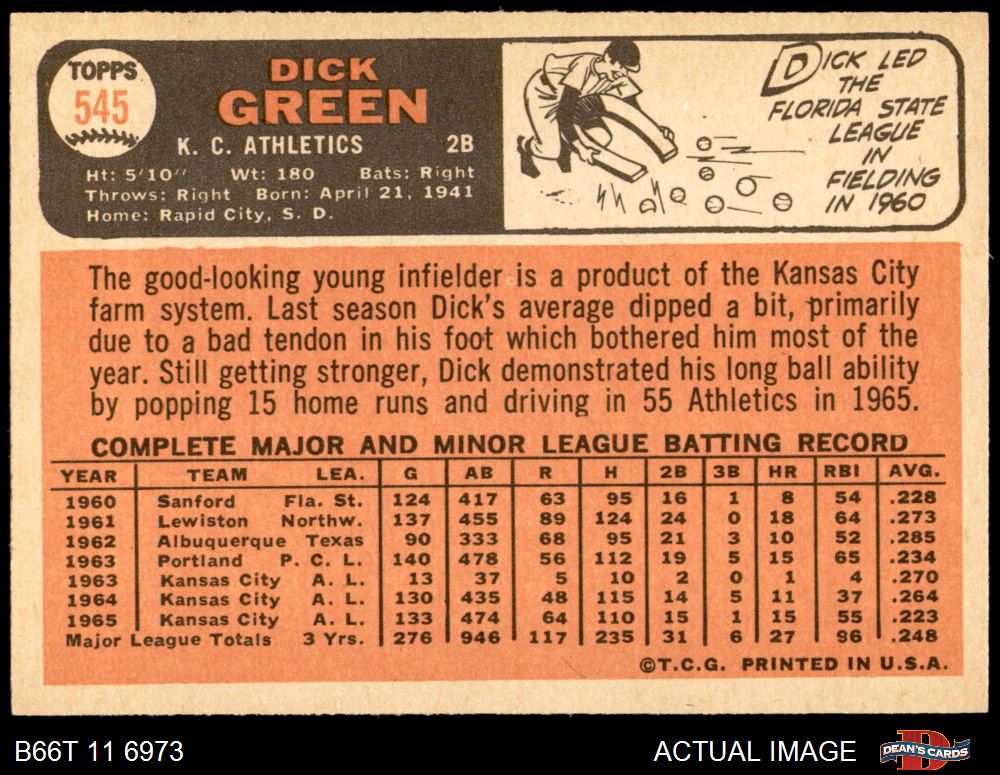 TOPPS
545
DICK
GREEN
K. C. ATHLETICS 2B
Ht: 5'10" Wt: 180 Bats: Right
Throws: Right Born: April 21, 1941
Home: Rapid City, S. D.
DICK LED
THE
FLORIDA STATE
LEAGUE
IN
FIELDING
IN 1960
The good-looking young infielder is a product of the Kansas City
farm system. Last season Dick's average dipped a bit, primarily
due to a bad tendon in his foot which bothered him most of the
year. Still getting stronger, Dick demonstrated his long ball ability
by popping 15 home runs and driving in 55 Athletics in 1965.
COMPLETE MAJOR AND MINOR LEAGUE BATTING RECORD
YEAR TEAM LEA. G AB R H 2B 3B HR RBI AVG.
1960 Sanford Fla. St. 124 417 63 95 16 1 8 54 .228
1961 Lewiston Northw. 137 455 89 124 24 0 18 64 .273
1962 Albuquerque Texas 90 333 68 95 21 3 10 52 .285
1963 Portland P. C. L. 140 478 56 112 19 5 15 65 .234
1963 Kansas City A. L. 13 37 5 10 2 0 1 4 .270
1964 Kansas City A. L. 130 435 48 115 14 5 11 37 .264
1965 Kansas City A. L. 133 474 64 110 15 1 15 55 .223
Major League Totals 3 Yrs. 276 946 117 235 31 6 27 96 .248
©T.C.G. PRINTED IN U.S.A.
B66T 11 6973 ACTUAL IMAGE DEAN'S CARDS